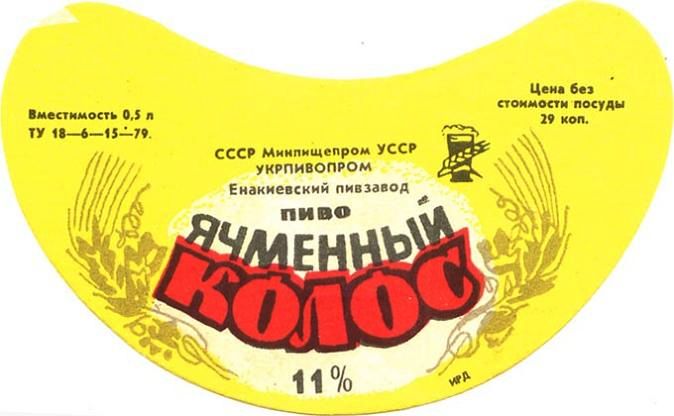 Вместимость 0,5 л
ТУ 18—6—15—79.
Цена без
стоимости посуды
29 коп.
СССР Минпищепром УССР
УКРПИВОПРОМ
Енакиевский пивзавод
ПИВО
ЯЧМЕННЫЙ
КОЛОС
11%
ИРД